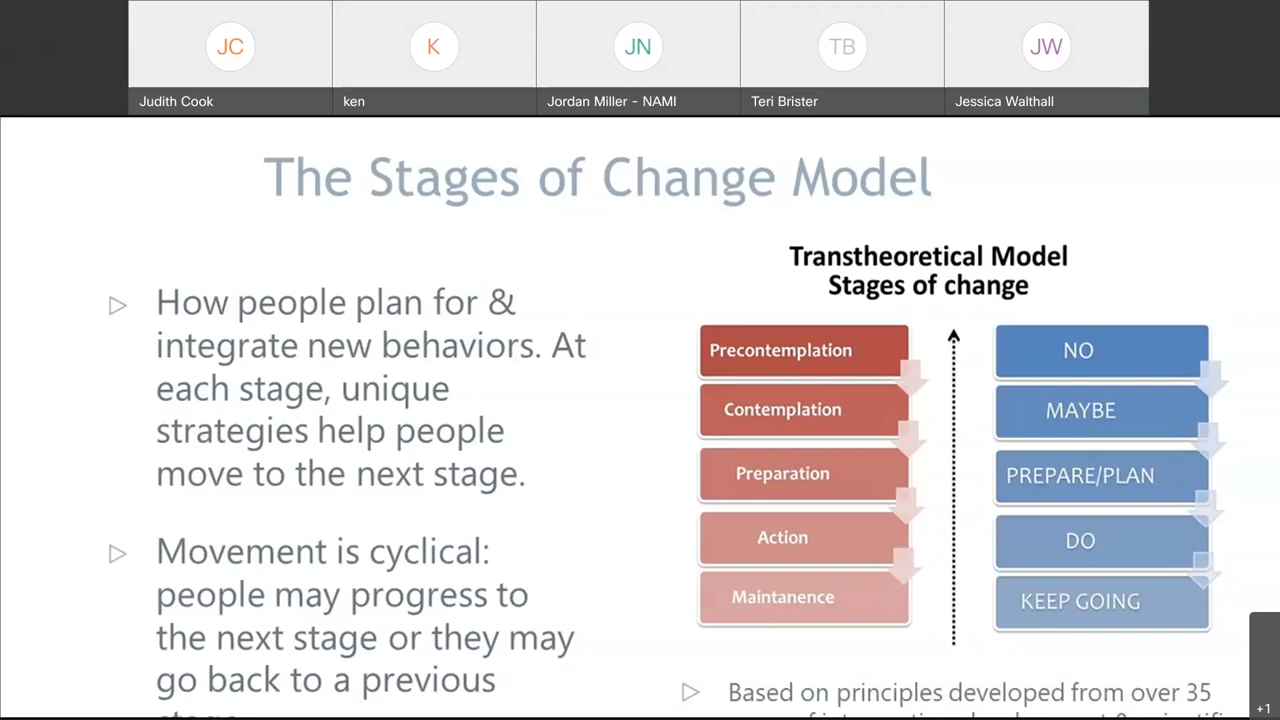 JC
K
JN
TB
JW
Judith Cook
ken
Jordan Miller - NAMI
Teri Brister
Jessica Walthall
The Stages of Change Model
▷ How people plan for &
integrate new behaviors. At
each stage, unique
strategies help people
move to the next stage.
▷ Movement is cyclical:
people may progress to
the next stage or they may
go back to a previous
Transtheoretical Model
Stages of change
Precontemplation
Contemplation
Preparation
Action
Maintanence
NO
MAYBE
PREPARE/PLAN
DO
KEEP GOING
▷ Based on principles developed from over 35
+1